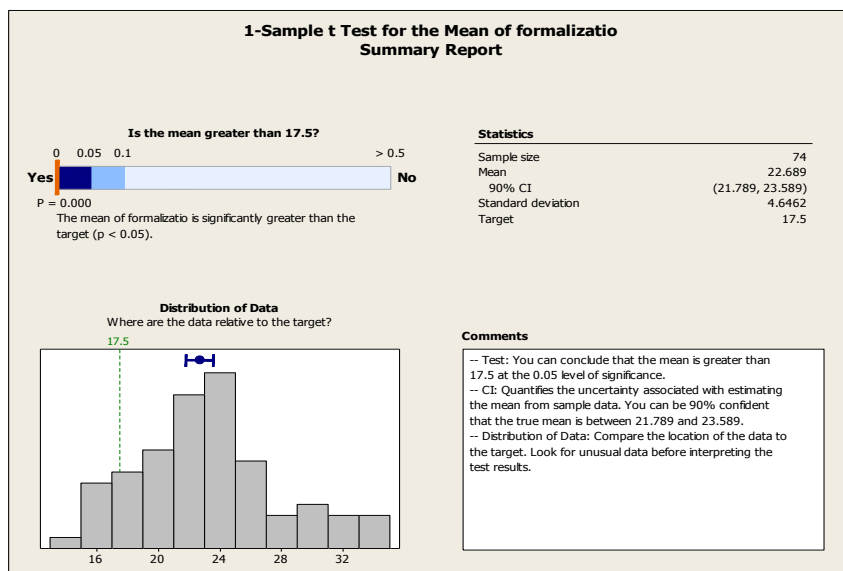 1-Sample t Test for the Mean of formalizatio
Summary Report
Is the mean greater than 17.5?
0 0.05 0.1 > 0.5
Yes No
P = 0.000
The mean of formalizatio is significantly greater than the
target (p < 0.05).
Statistics
Sample size 74
Mean 22.689
90% CI (21.789, 23.589)
Standard deviation 4.6462
Target 17.5
Distribution of Data
Where are the data relative to the target?
17.5
16 20 24 28 32
Comments
-- Test: You can conclude that the mean is greater than
17.5 at the 0.05 level of significance.
-- CI: Quantifies the uncertainty associated with estimating
the mean from sample data. You can be 90% confident
that the true mean is between 21.789 and 23.589.
-- Distribution of Data: Compare the location of the data to
the target. Look for unusual data before interpreting the
test results.